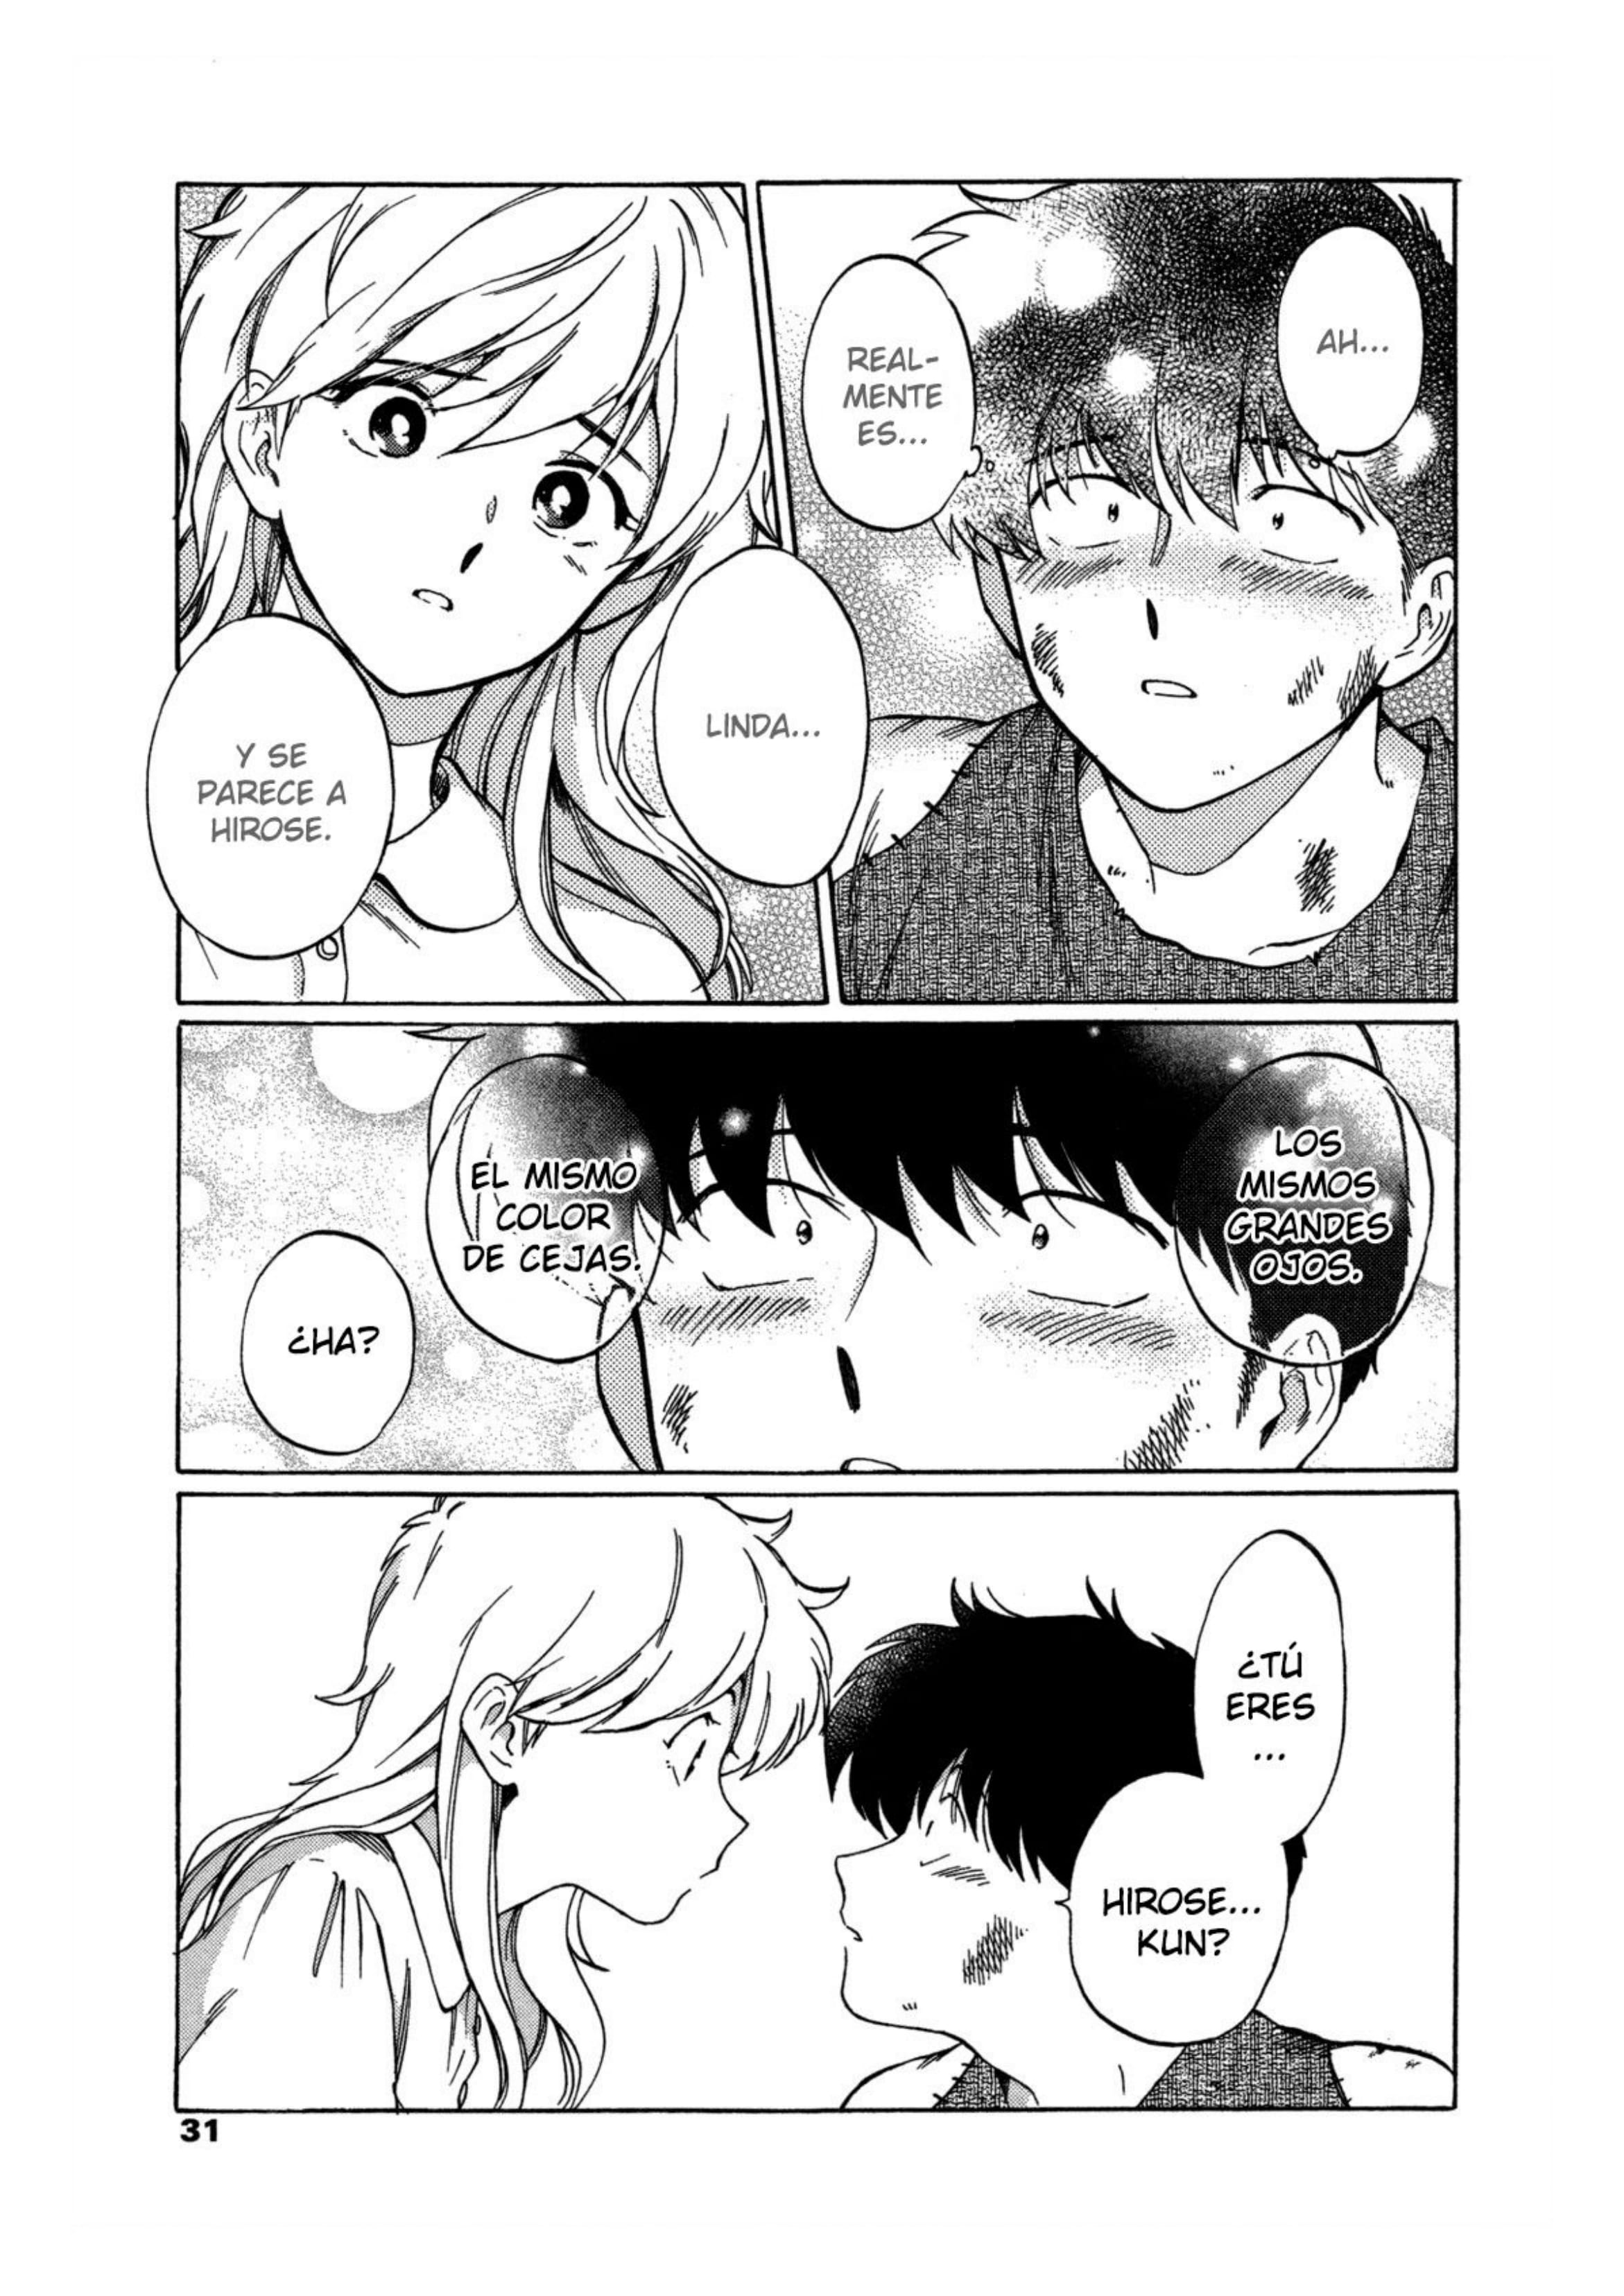 AH...
REAL-
MENTE
ES...
LINDA...
Y SE
PARECE A
HIROSE.
LOS
MISMOS
GRANDES
OJOS.
EL MISMO
COLOR
DE CEJAS.
¿HA?
¿TÚ
ERES
...
HIROSE...
KUN?
31